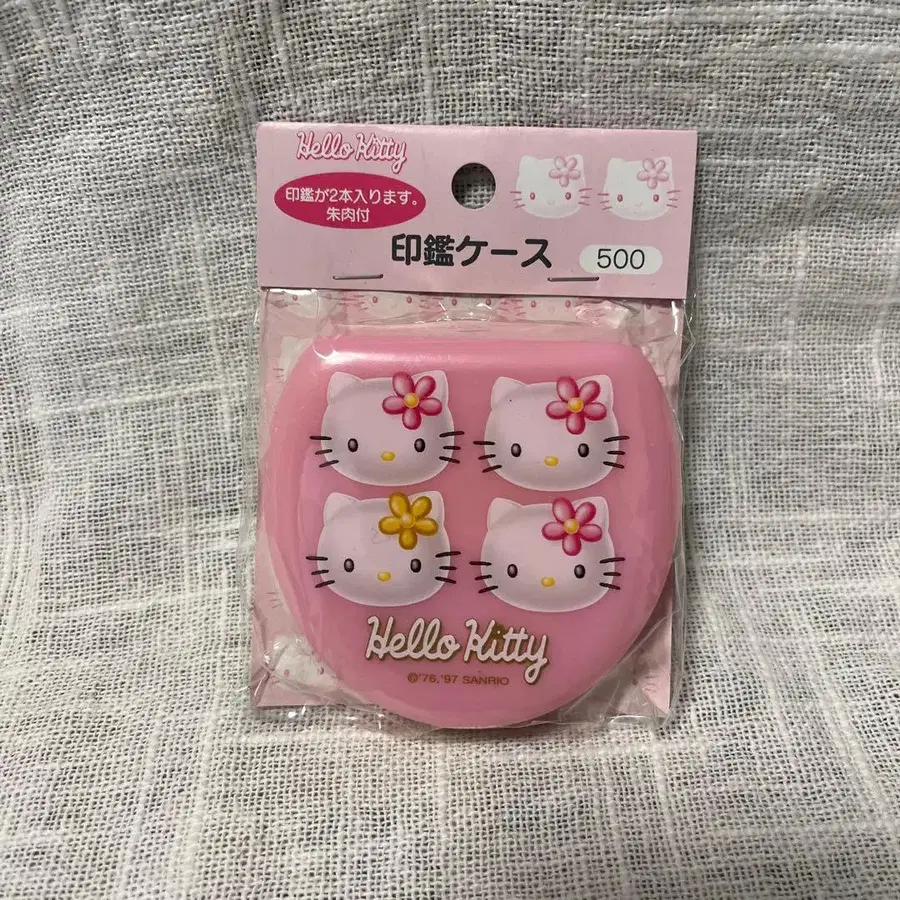 Hello Kitty
印鑑が2本入ります。
朱肉付
印鑑ケース
500
Hello Kitty
©'76,'97 SANRIO